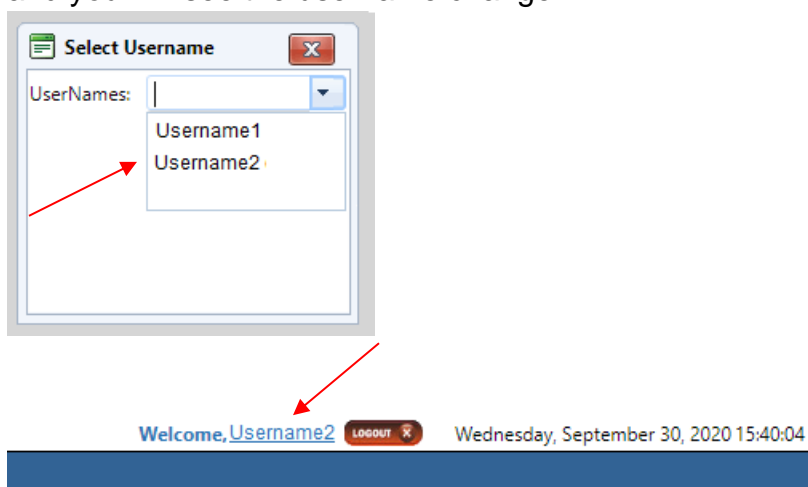 Select Username
UserNames:
Username1
Username2
Welcome, Username2 LOGOUT Wednesday, September 30, 2020 15:40:04